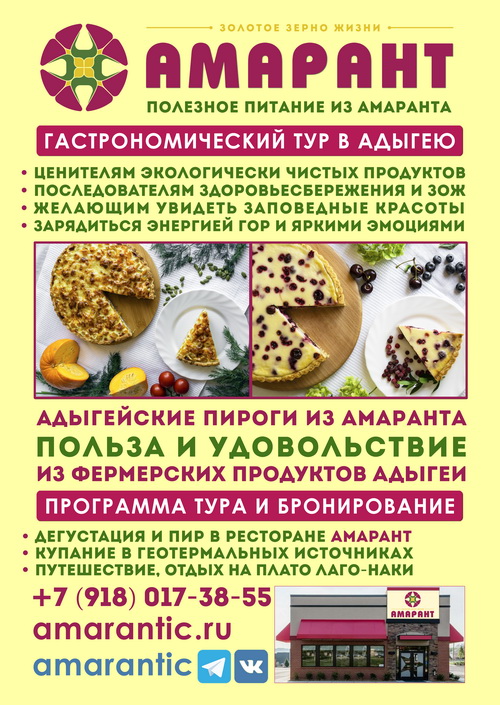 ЗОЛОТОЕ ЗЕРНО ЖИЗНИ
АМАРАНТ
ПОЛЕЗНОЕ ПИТАНИЕ ИЗ АМАРАНТА
ГАСТРОНОМИЧЕСКИЙ ТУР В АДЫГЕЮ
• ЦЕНИТЕЛЯМ ЭКОЛОГИЧЕСКИ ЧИСТЫХ ПРОДУКТОВ
• ПОСЛЕДОВАТЕЛЯМ ЗДОРОВЬЕСБЕРЕЖЕНИЯ И ЗОЖ
• ЖЕЛАЮЩИМ УВИДЕТЬ ЗАПОВЕДНЫЕ КРАСОТЫ
• ЗАРЯДИТЬСЯ ЭНЕРГИЕЙ ГОР И ЯРКИМИ ЭМОЦИЯМИ
АДЫГЕЙСКИЕ ПИРОГИ ИЗ АМАРАНТА
ПОЛЬЗА И УДОВОЛЬСТВИЕ
ИЗ ФЕРМЕРСКИХ ПРОДУКТОВ АДЫГЕИ
ПРОГРАММА ТУРА И БРОНИРОВАНИЕ
• ДЕГУСТАЦИЯ И ПИР В РЕСТОРАНЕ АМАРАНТ
• КУПАНИЕ В ГЕОТЕРМАЛЬНЫХ ИСТОЧНИКАХ
• ПУТЕШЕСТВИЕ, ОТДЫХ НА ПЛАТО ЛАГО-НАКИ
+7 (918) 017-38-55
amarantic.ru
amarantic
АМАРАНТ